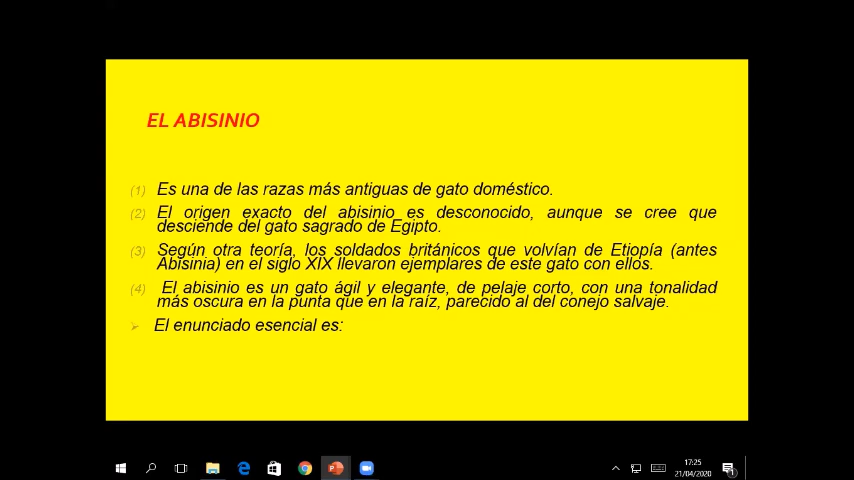 EL ABISINIO
(1) Es una de las razas más antiguas de gato doméstico.
(2) El origen exacto del abisinio es desconocido, aunque se cree que
desciende del gato sagrado de Egipto.
(3) Según otra teoría, los soldados británicos que volvían de Etiopía (antes
Abisinia) en el siglo XIX llevaron ejemplares de este gato con ellos.
(4) El abisinio es un gato ágil y elegante, de pelaje corto, con una tonalidad
más oscura en la punta que en la raíz, parecido al del conejo salvaje.
➢ El enunciado esencial es:
17:25
21/04/2020